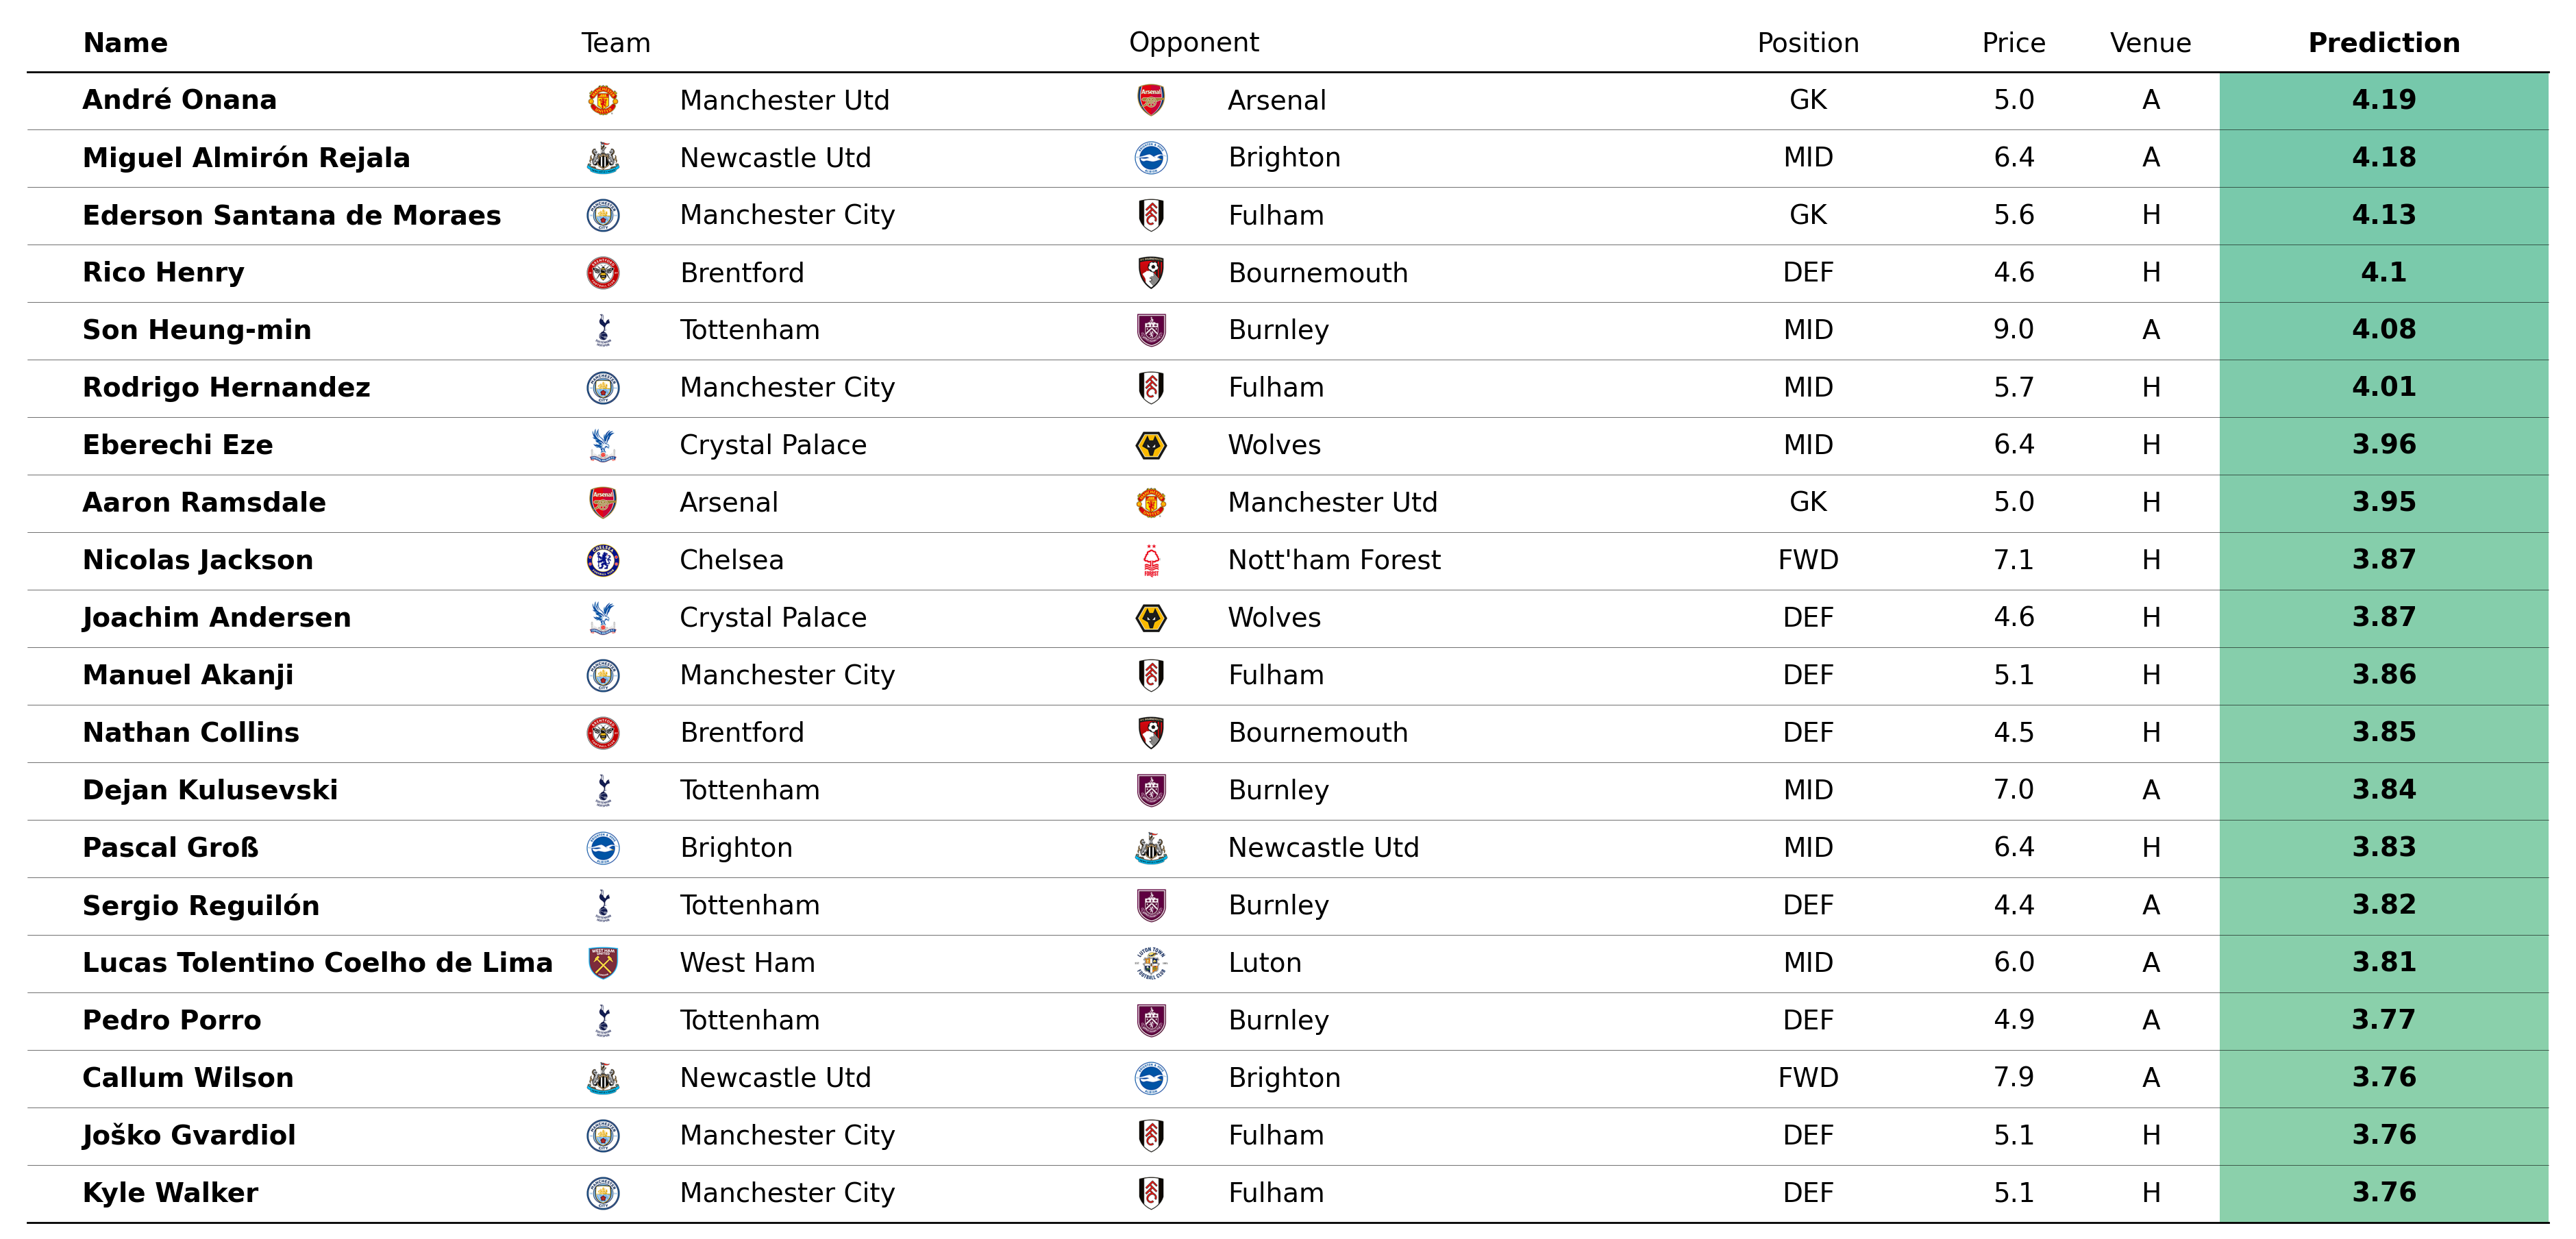 Name Team Opponent Position Price Venue Prediction
André Onana Manchester Utd Arsenal GK 5.0 A 4.19
Miguel Almirón Rejala Newcastle Utd Brighton MID 6.4 A 4.18
Ederson Santana de Moraes Manchester City Fulham GK 5.6 H 4.13
Rico Henry Brentford Bournemouth DEF 4.6 H 4.1
Son Heung-min Tottenham Burnley MID 9.0 A 4.08
Rodrigo Hernandez Manchester City Fulham MID 5.7 H 4.01
Eberechi Eze Crystal Palace Wolves MID 6.4 H 3.96
Aaron Ramsdale Arsenal Manchester Utd GK 5.0 H 3.95
Nicolas Jackson Chelsea Nott'ham Forest FWD 7.1 H 3.87
Joachim Andersen Crystal Palace Wolves DEF 4.6 H 3.87
Manuel Akanji Manchester City Fulham DEF 5.1 H 3.86
Nathan Collins Brentford Bournemouth DEF 4.5 H 3.85
Dejan Kulusevski Tottenham Burnley MID 7.0 A 3.84
Pascal Groß Brighton Newcastle Utd MID 6.4 H 3.83
Sergio Reguilón Tottenham Burnley DEF 4.4 A 3.82
Lucas Tolentino Coelho de Lima West Ham Luton MID 6.0 A 3.81
Pedro Porro Tottenham Burnley DEF 4.9 A 3.77
Callum Wilson Newcastle Utd Brighton FWD 7.9 A 3.76
Joško Gvardiol Manchester City Fulham DEF 5.1 H 3.76
Kyle Walker Manchester City Fulham DEF 5.1 H 3.76